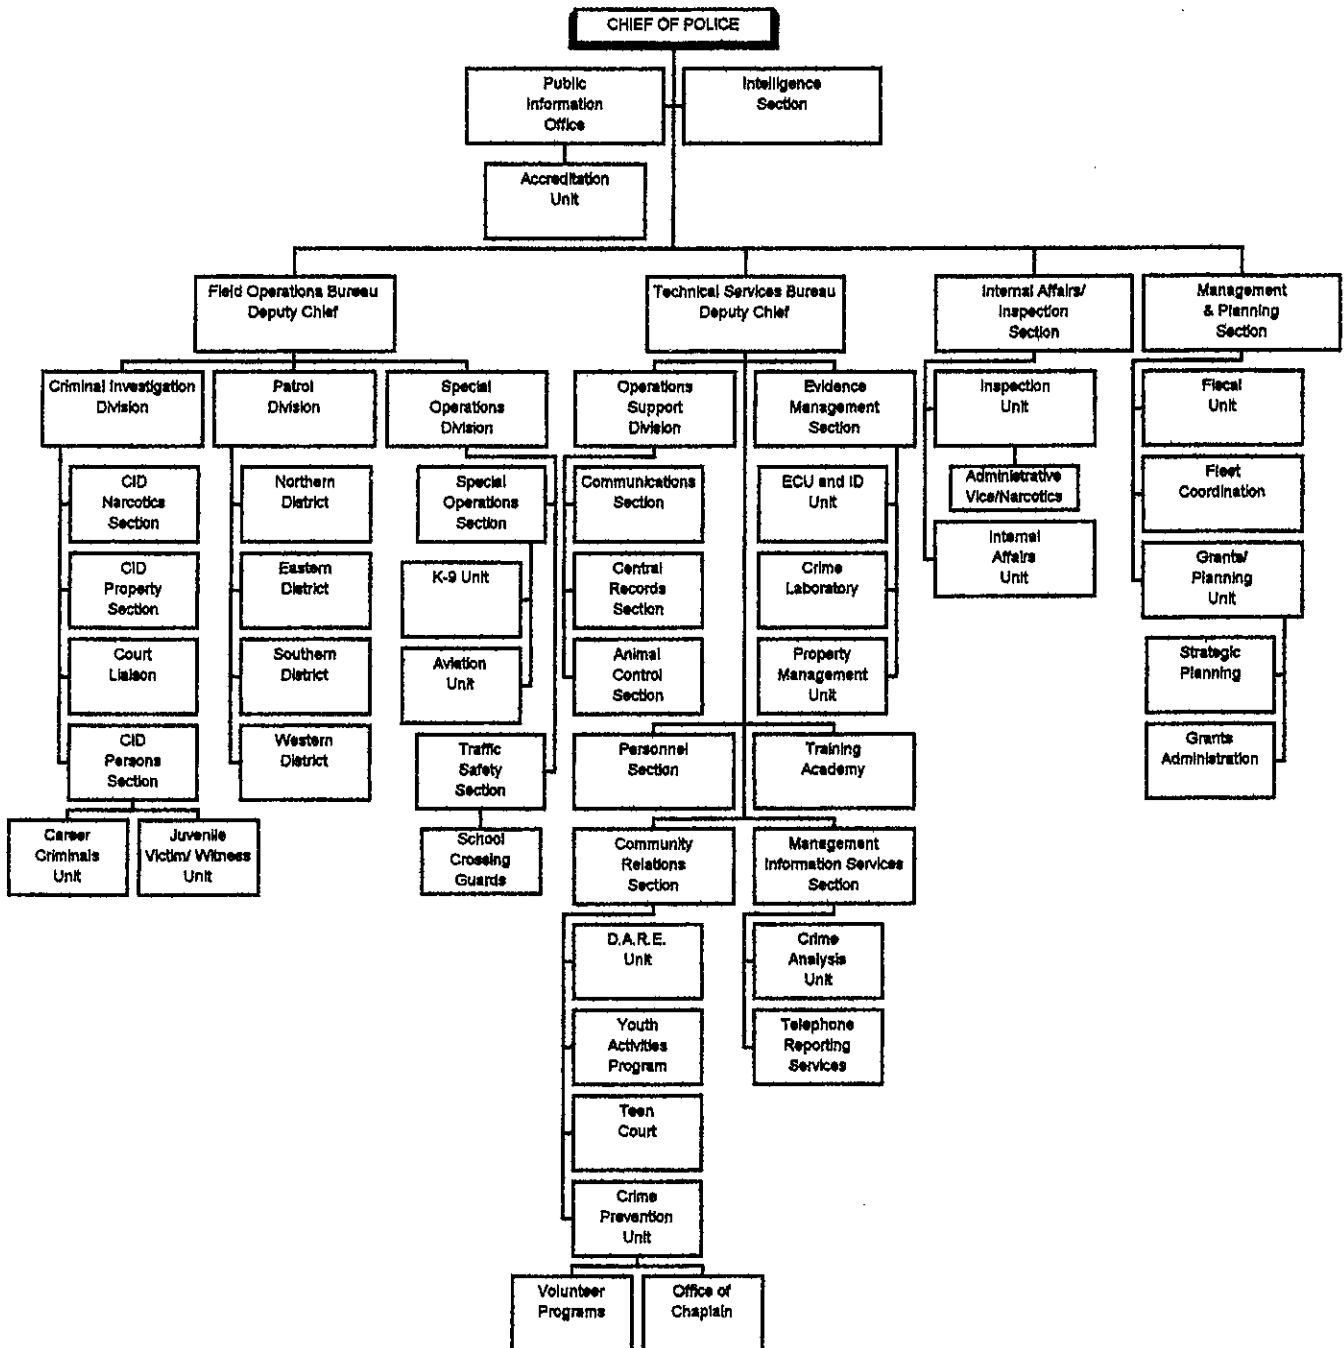 CHIEF OF POLICE
Public
Information
Office
Intelligence
Section
Accreditation
Unit
Field Operations Bureau
Deputy Chief
Technical Services Bureau
Deputy Chief
Internal Affairs/
Inspection
Section
Management
& Planning
Section
Criminal Investigation
Division
Patrol
Division
Special
Operations
Division
Operations
Support
Division
Evidence
Management
Section
Inspection
Unit
Fiscal
Unit
CID
Narcotics
Section
Northern
District
Special
Operations
Section
Communications
Section
ECU and ID
Unit
Administrative
Vice/Narcotics
Fleet
Coordination
CID
Property
Section
Eastern
District
K-9 Unit
Central
Records
Section
Crime
Laboratory
Internal
Affairs
Unit
Grants/
Planning
Unit
Court
Liaison
Southern
District
Aviation
Unit
Animal
Control
Section
Property
Management
Unit
Strategic
Planning
CID
Persons
Section
Western
District
Traffic
Safety
Section
Personnel
Section
Training
Academy
Grants
Administration
Career
Criminals
Unit
Juvenile
Victim/ Witness
Unit
School
Crossing
Guards
Community
Relations
Section
Management
Information Services
Section
D.A.R.E.
Unit
Crime
Analysis
Unit
Youth
Activities
Program
Telephone
Reporting
Services
Teen
Court
Crime
Prevention
Unit
Volunteer
Programs
Office of
Chaplain